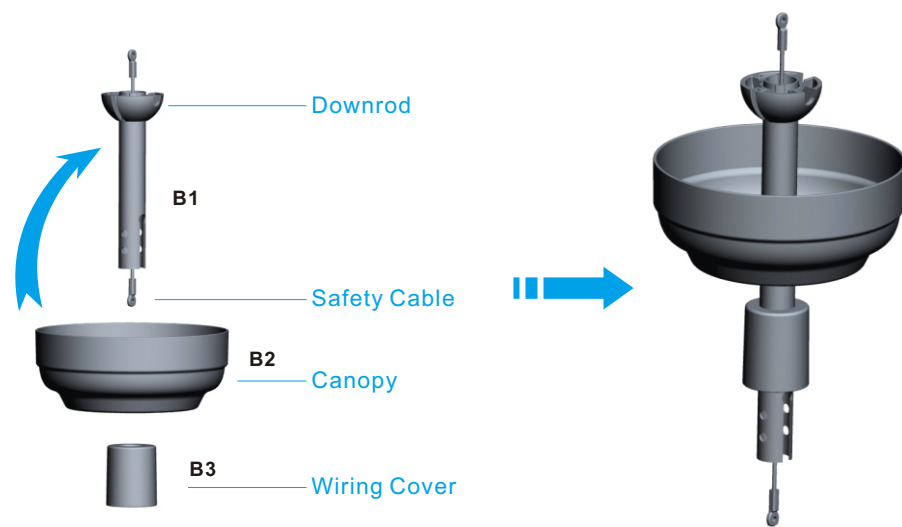 Downrod
B1
Safety Cable
B2
Canopy
B3
Wiring Cover